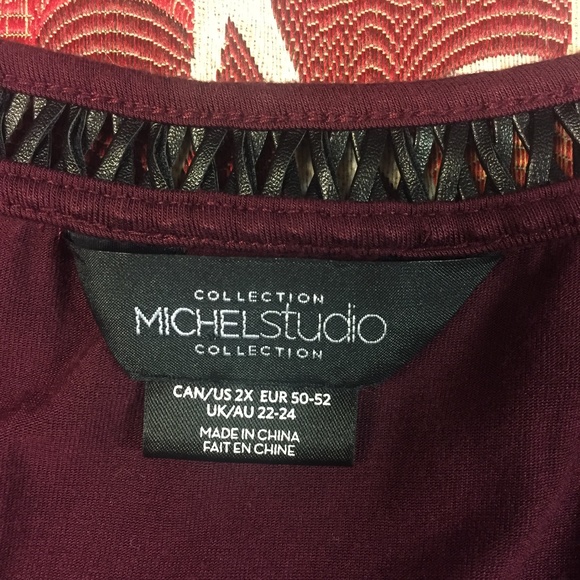 COLLECTION
MICHELstudio
COLLECTION
CAN/US 2X EUR 50-52
UK/AU 22-24
MADE IN CHINA
FAIT EN CHINE